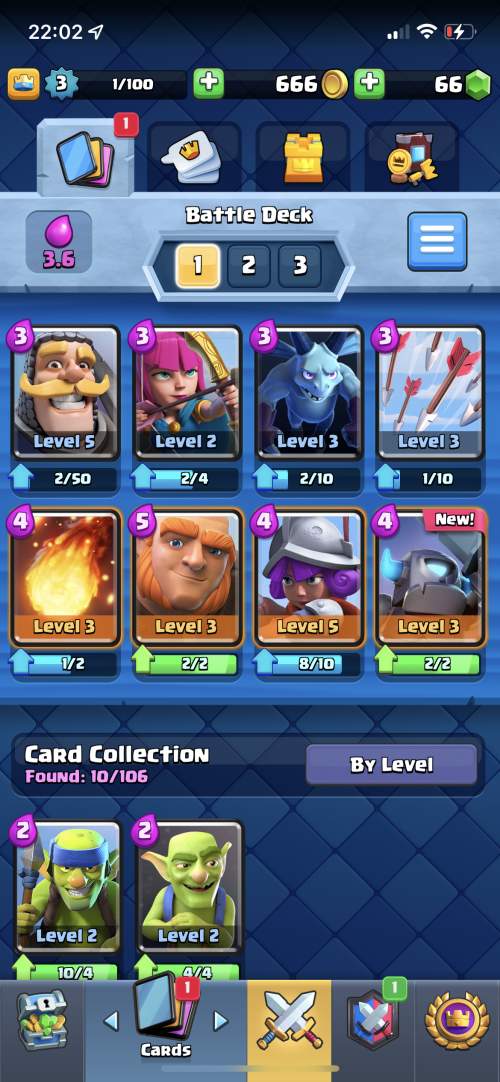 22:02
3 1/100 666 66
1
Battle Deck
3.6
1 2 3
3 3 3 3
Level 5 Level 2 Level 3 Level 3
2/50 2/4 2/10 1/10
4 5 4 4 New!
Level 3 Level 3 Level 5 Level 3
1/2 2/2 8/10 2/2
Card Collection
Found: 10/106
By Level
2 2
Level 2 Level 2
10/4 4/4
1 1
Cards